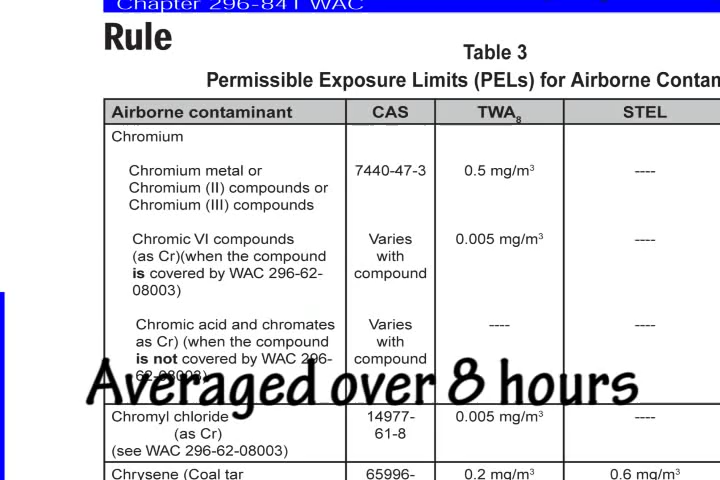 Chapter 296-841 WAC
Rule
Table 3
Permissible Exposure Limits (PELs) for Airborne Contam
Airborne contaminant CAS TWA8 STEL
Chromium
Chromium metal or 7440-47-3 0.5 mg/m³ ----
Chromium (II) compounds or
Chromium (III) compounds
Chromic VI compounds Varies 0.005 mg/m³ ----
(as Cr)(when the compound with
is covered by WAC 296-62- compound
08003)
Chromic acid and chromates Varies ---- ----
as Cr) (when the compound with
is not covered by WAC 296- compound
62-08003)
Averaged over 8 hours
Chromyl chloride 14977- 0.005 mg/m³ ----
(as Cr) 61-8
(see WAC 296-62-08003)
Chrysene (Coal tar 65996- 0.2 mg/m³ 0.6 mg/m³